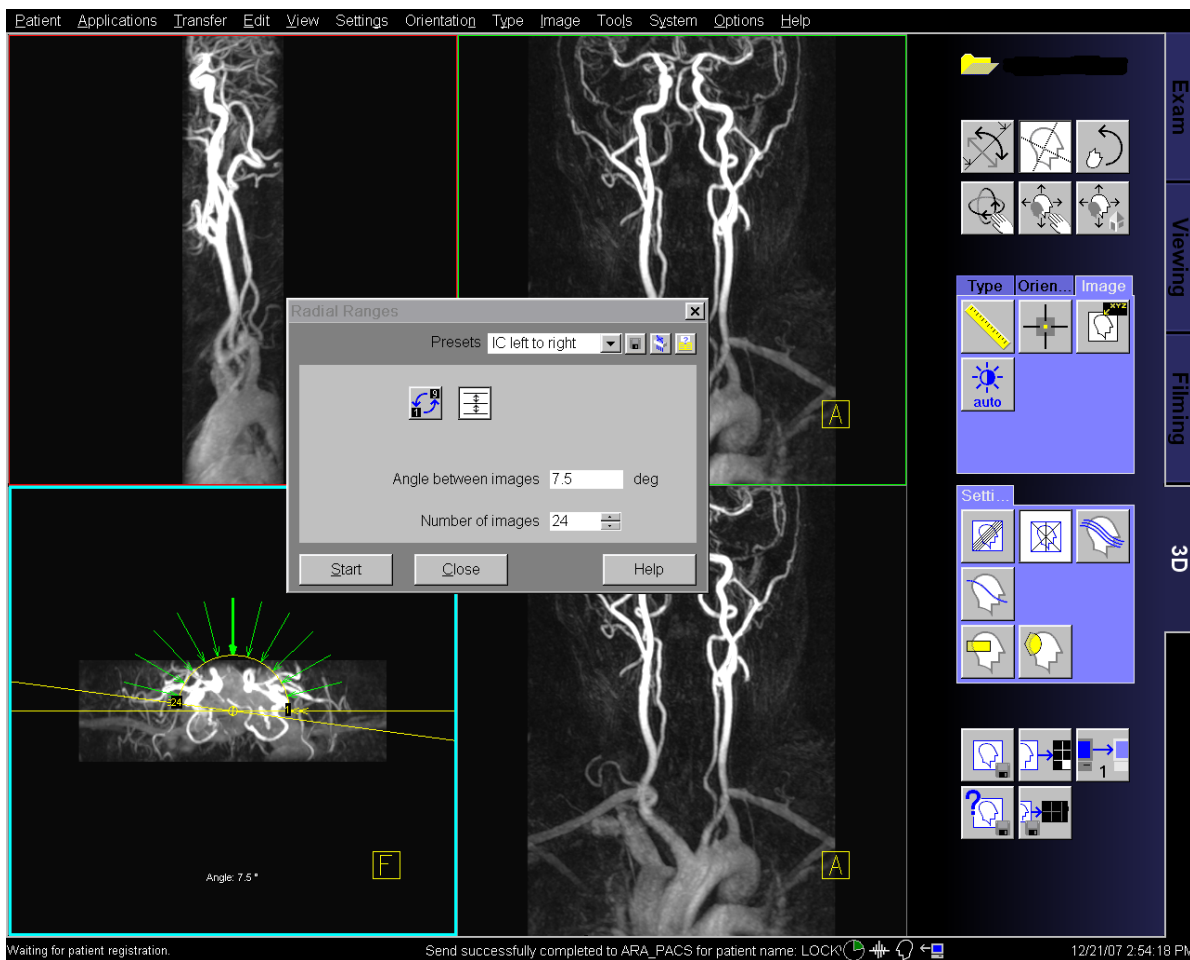 Patient Applications Transfer Edit View Settings Orientation Type Image Tools System Options Help
Exam
Viewing
Filming
3D
Type Orien... Image
XYZ
auto
Setti...
1
Radial Ranges
Presets IC left to right
1 9
Angle between images 7.5 deg
Number of images 24
Start Close Help
A
24 1
Angle: 7.5 °
F
A
Waiting for patient registration.
Send successfully completed to ARA_PACS for patient name: LOCK
12/21/07 2:54:18 PM